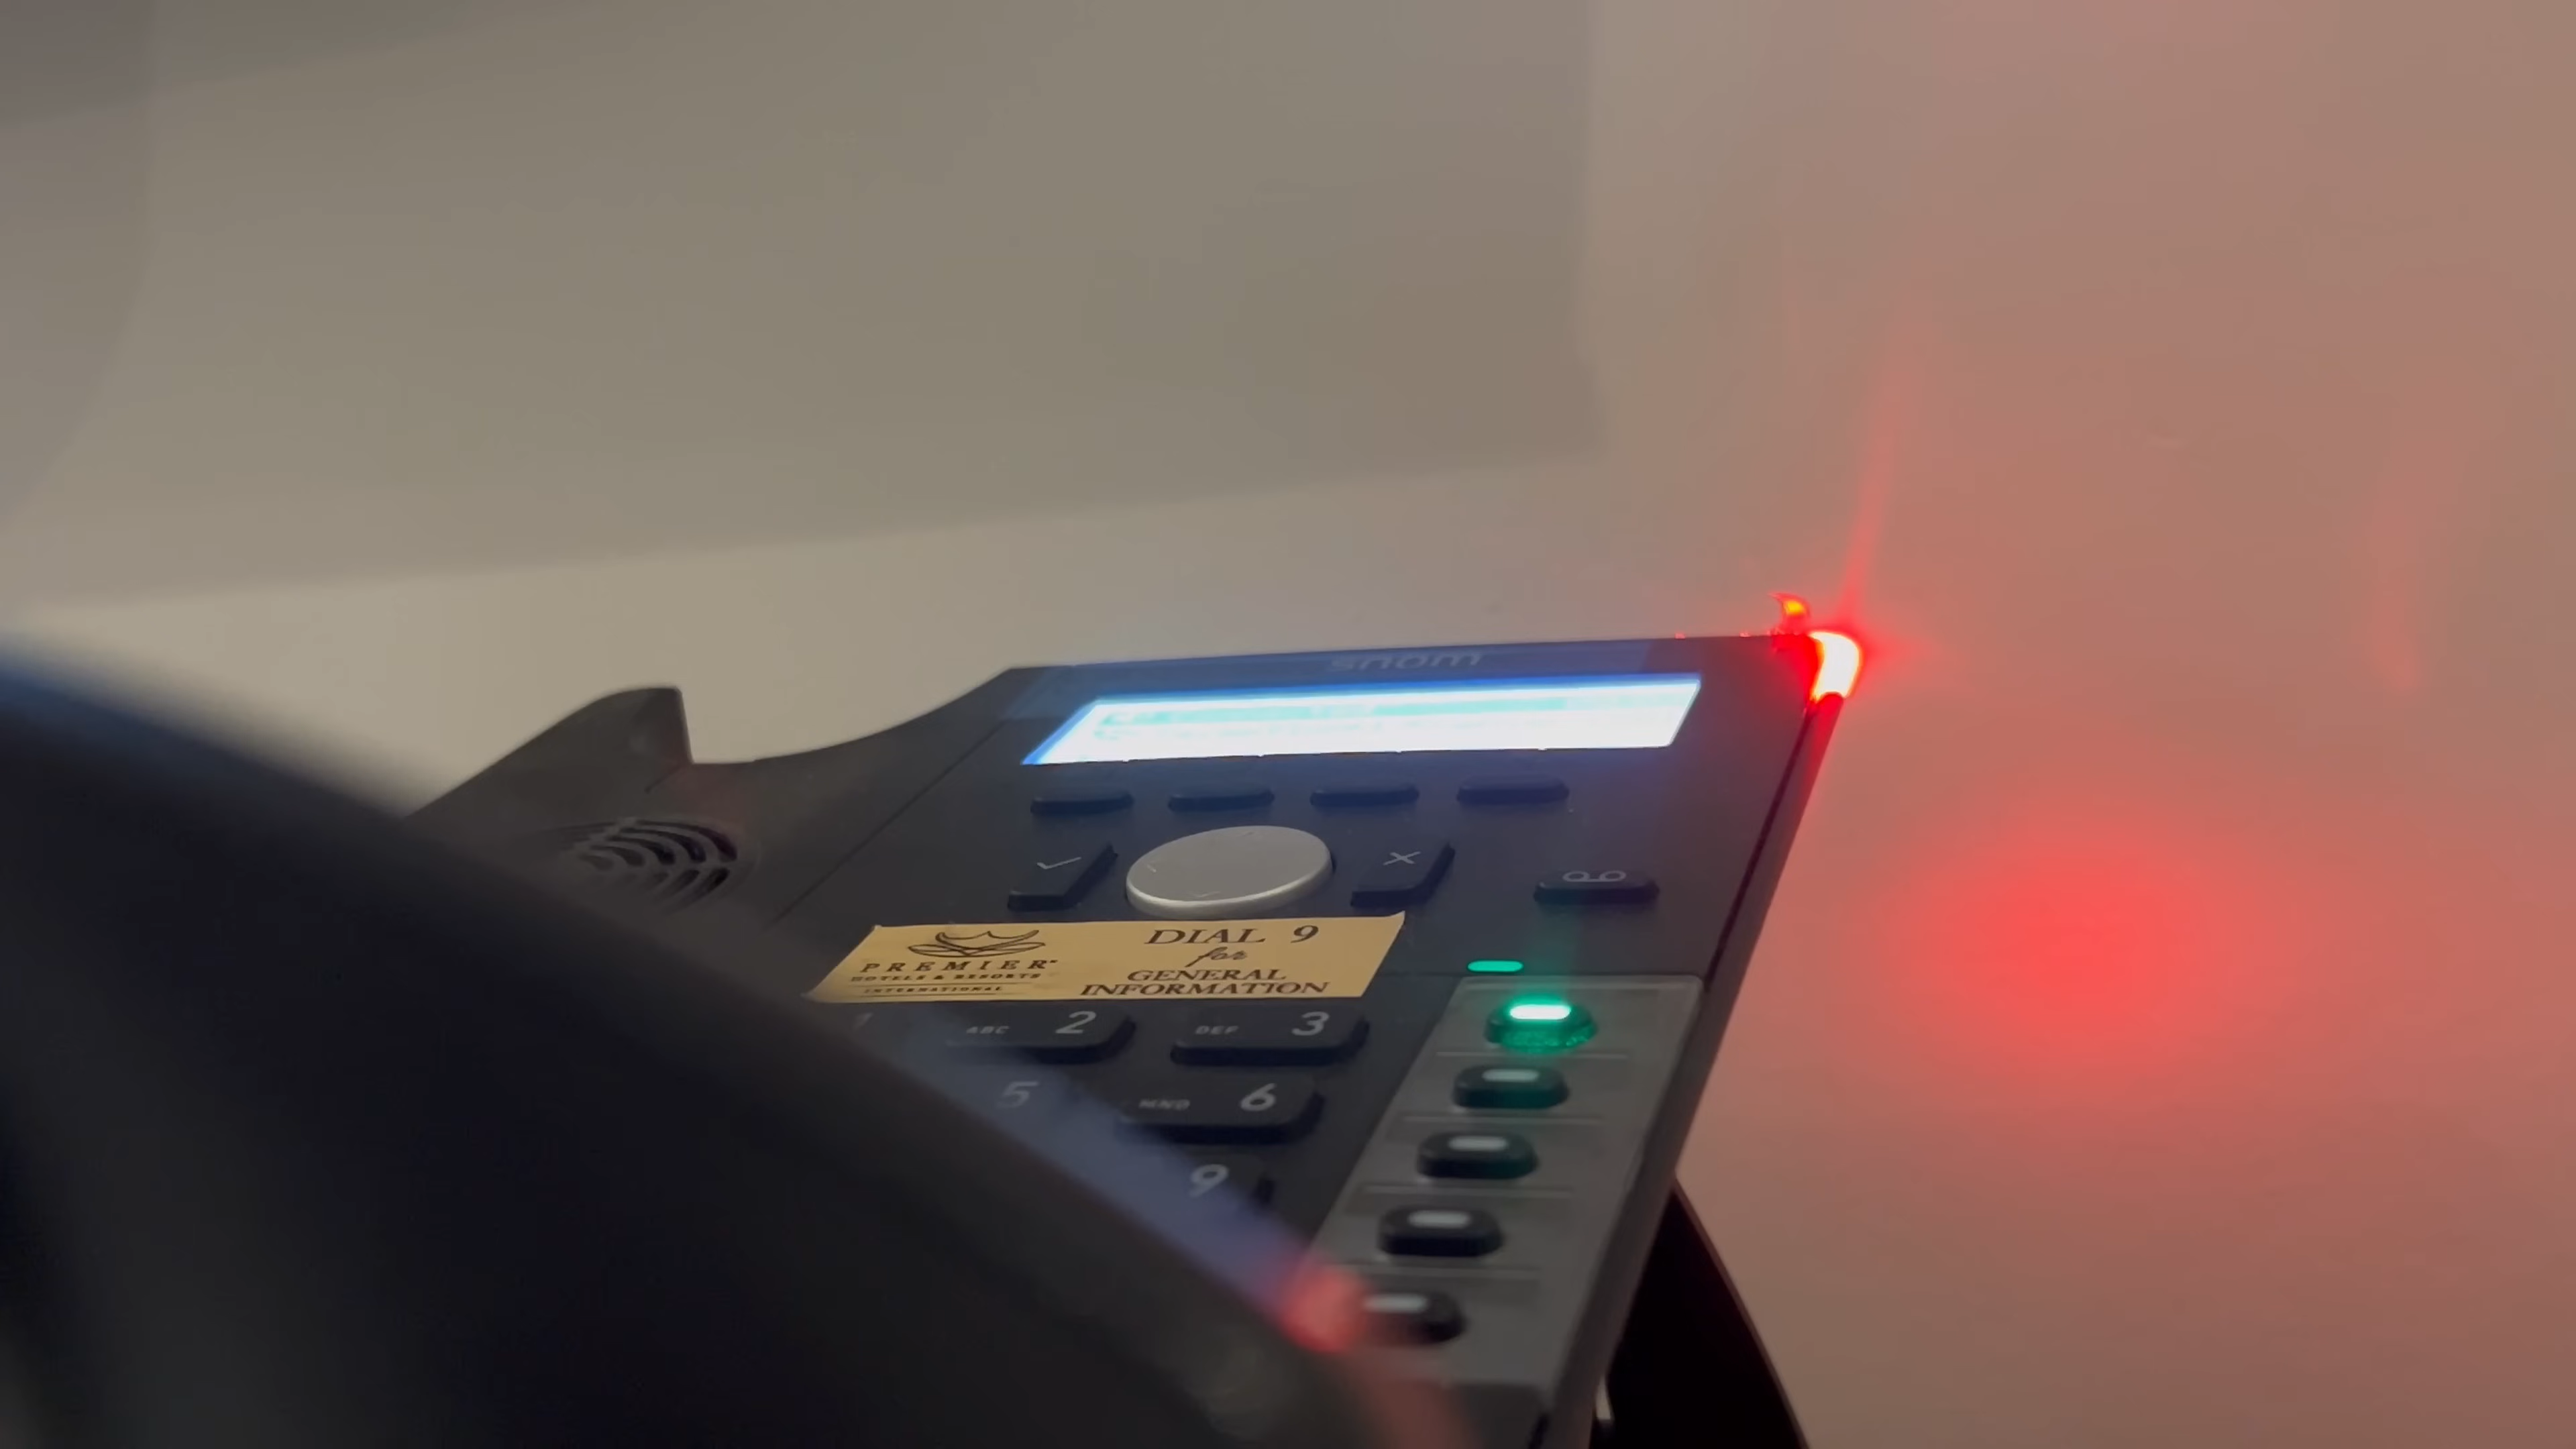 snom
PREMIER
HOTELS & RESORTS
INTERNATIONAL
DIAL 9
for
GENERAL
INFORMATION
ABC 2
DEF 3
5
MNO 6
9